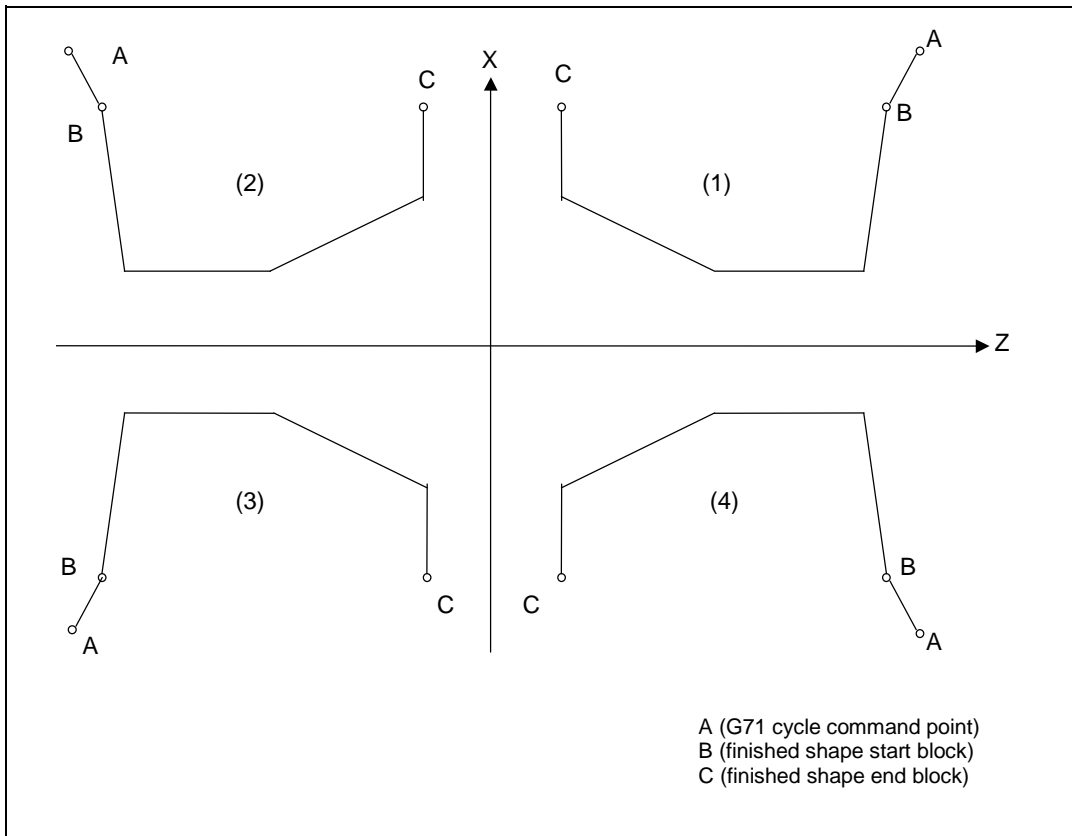 A
X
C
C
A
B
B
(2)
(1)
Z
(3)
(4)
B
B
C
C
A
A
A (G71 cycle command point)
B (finished shape start block)
C (finished shape end block)